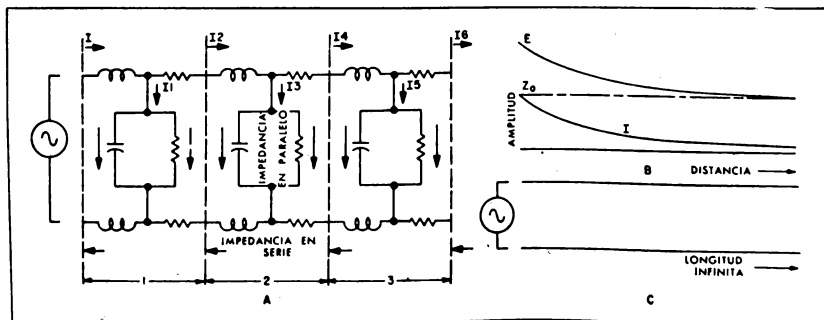 I I2 I4 I6
I1 I3 I5
IMPEDANCIA
EN PARALELO
IMPEDANCIA EN
SERIE
1 2 3
A
E
Zo
I
AMPLITUD
B DISTANCIA
LONGITUD
INFINITA
C